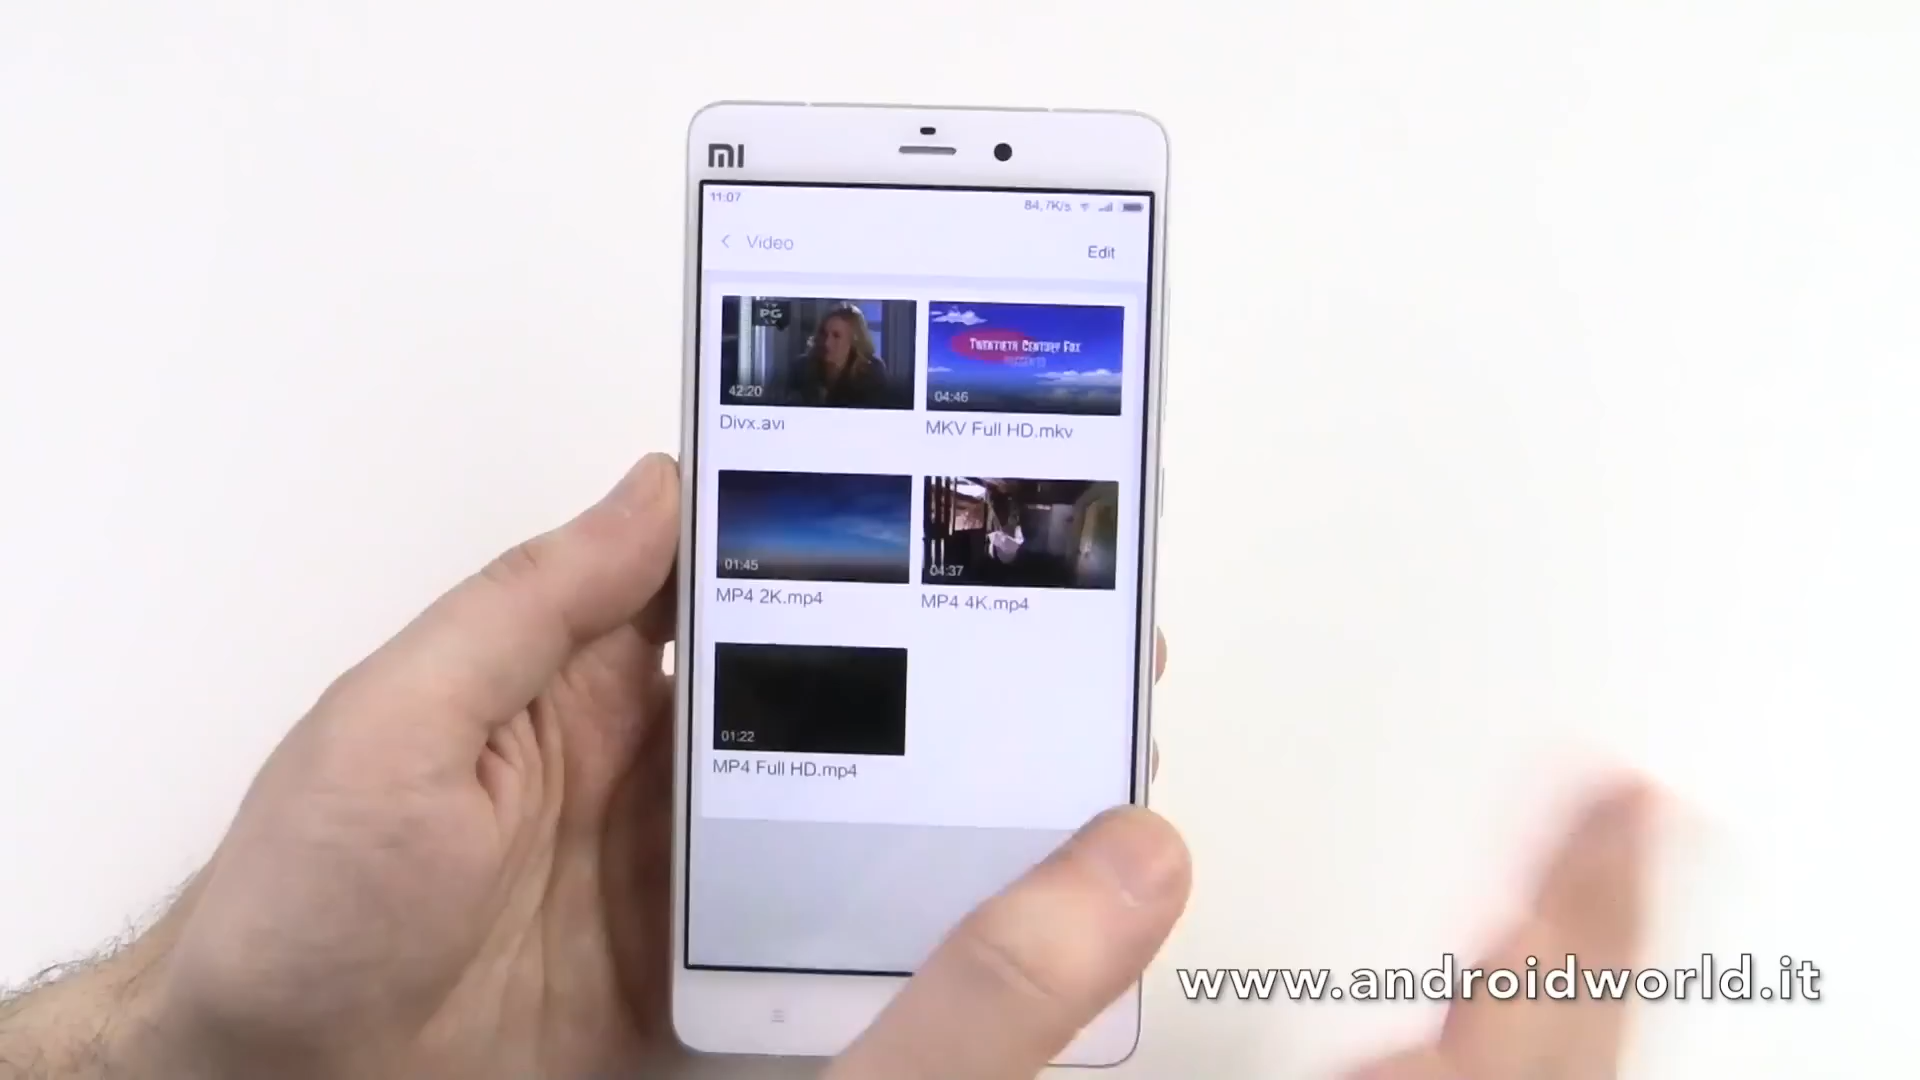 mi
11:07
84,7K/s
Video
Edit
TV
PG
42:20
Divx.avi
TWENTIETH CENTURY FOX
04:46
MKV Full HD.mkv
01:45
MP4 2K.mp4
04:37
MP4 4K.mp4
01:22
MP4 Full HD.mp4
www.androidworld.it